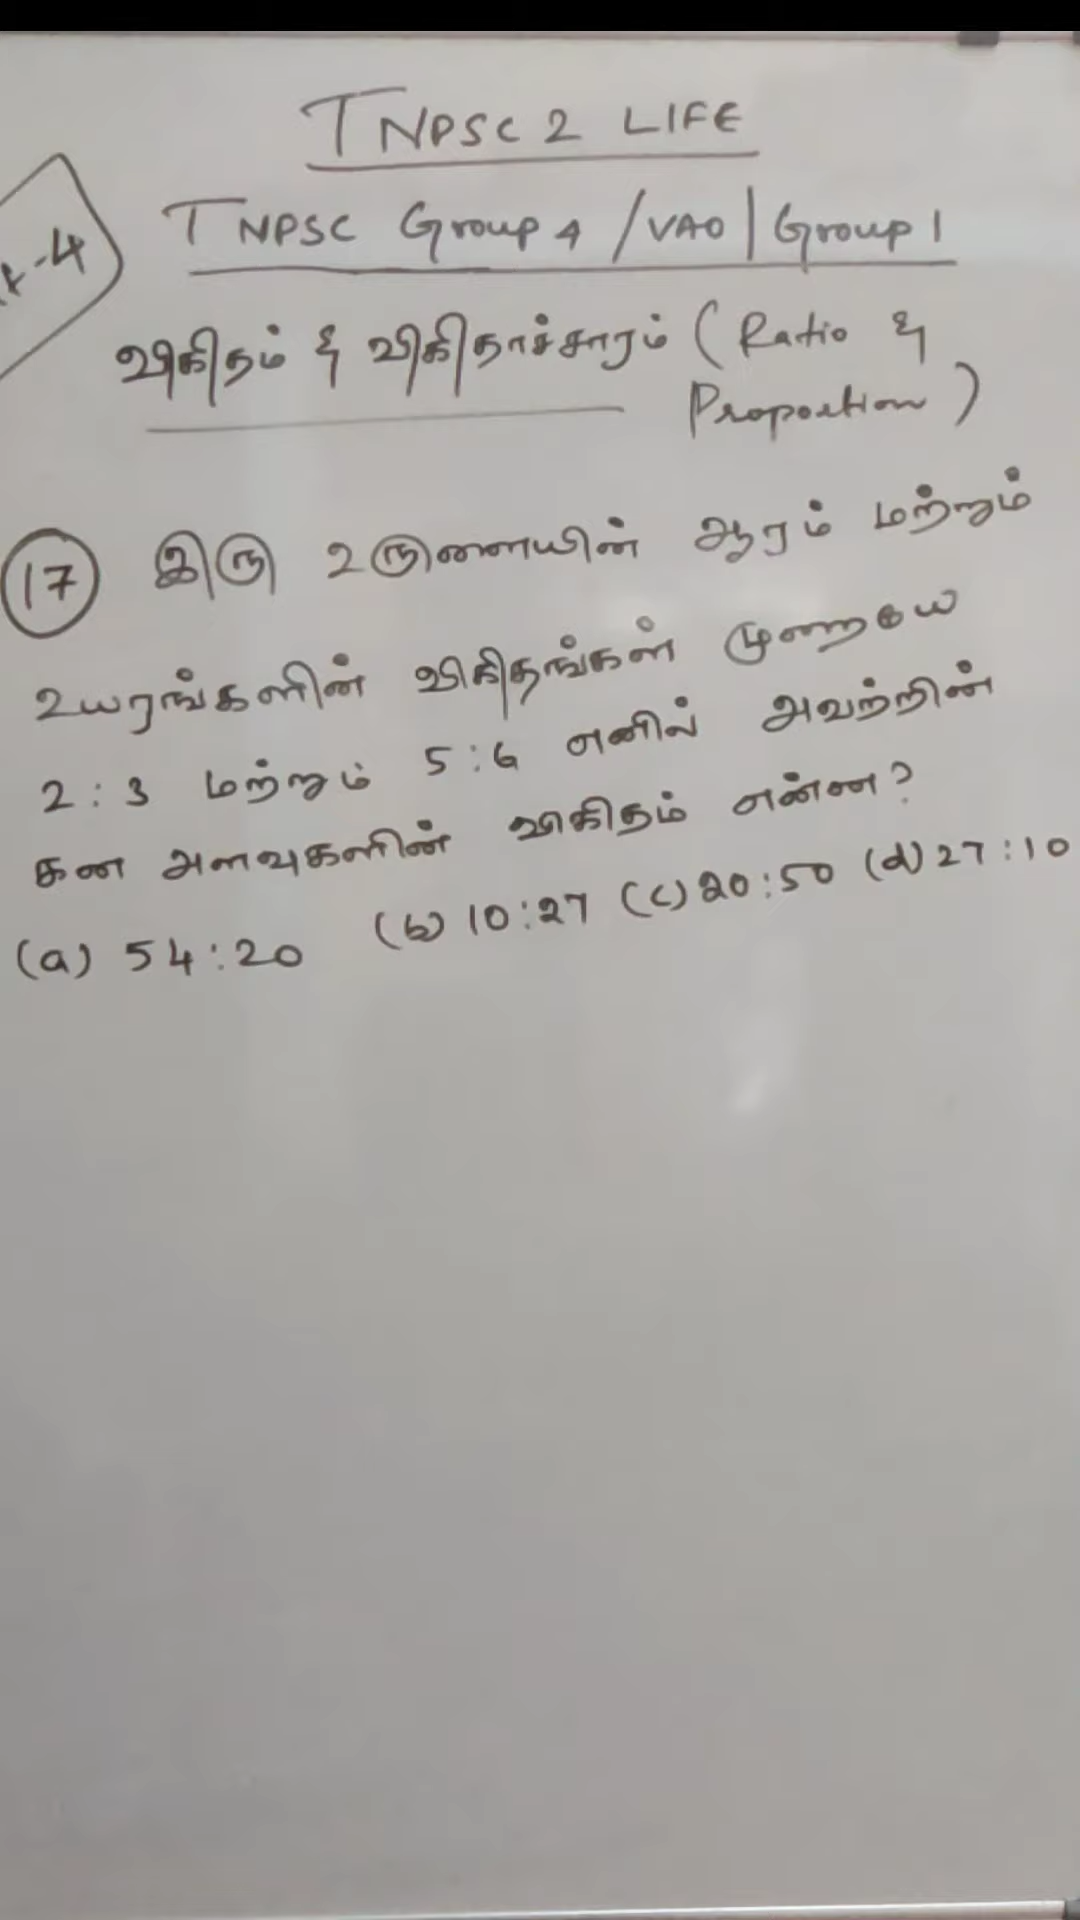 TNPSC 2 LIFE
TNPSC Group 4 / VAO | Group 1
-4
விகிதம் & விகிதாச்சாரம் ( Ratio &
Proportion )
17 இரு உருளையின் ஆரம் மற்றும்
உயரங்களின் விகிதங்கள் முறையே
2 : 3 மற்றும் 5 : 6 எனில் அவற்றின்
கன அளவுகளின் விகிதம் என்ன?
(a) 54 : 20 (b) 10 : 27 (c) 20 : 50 (d) 27 : 10